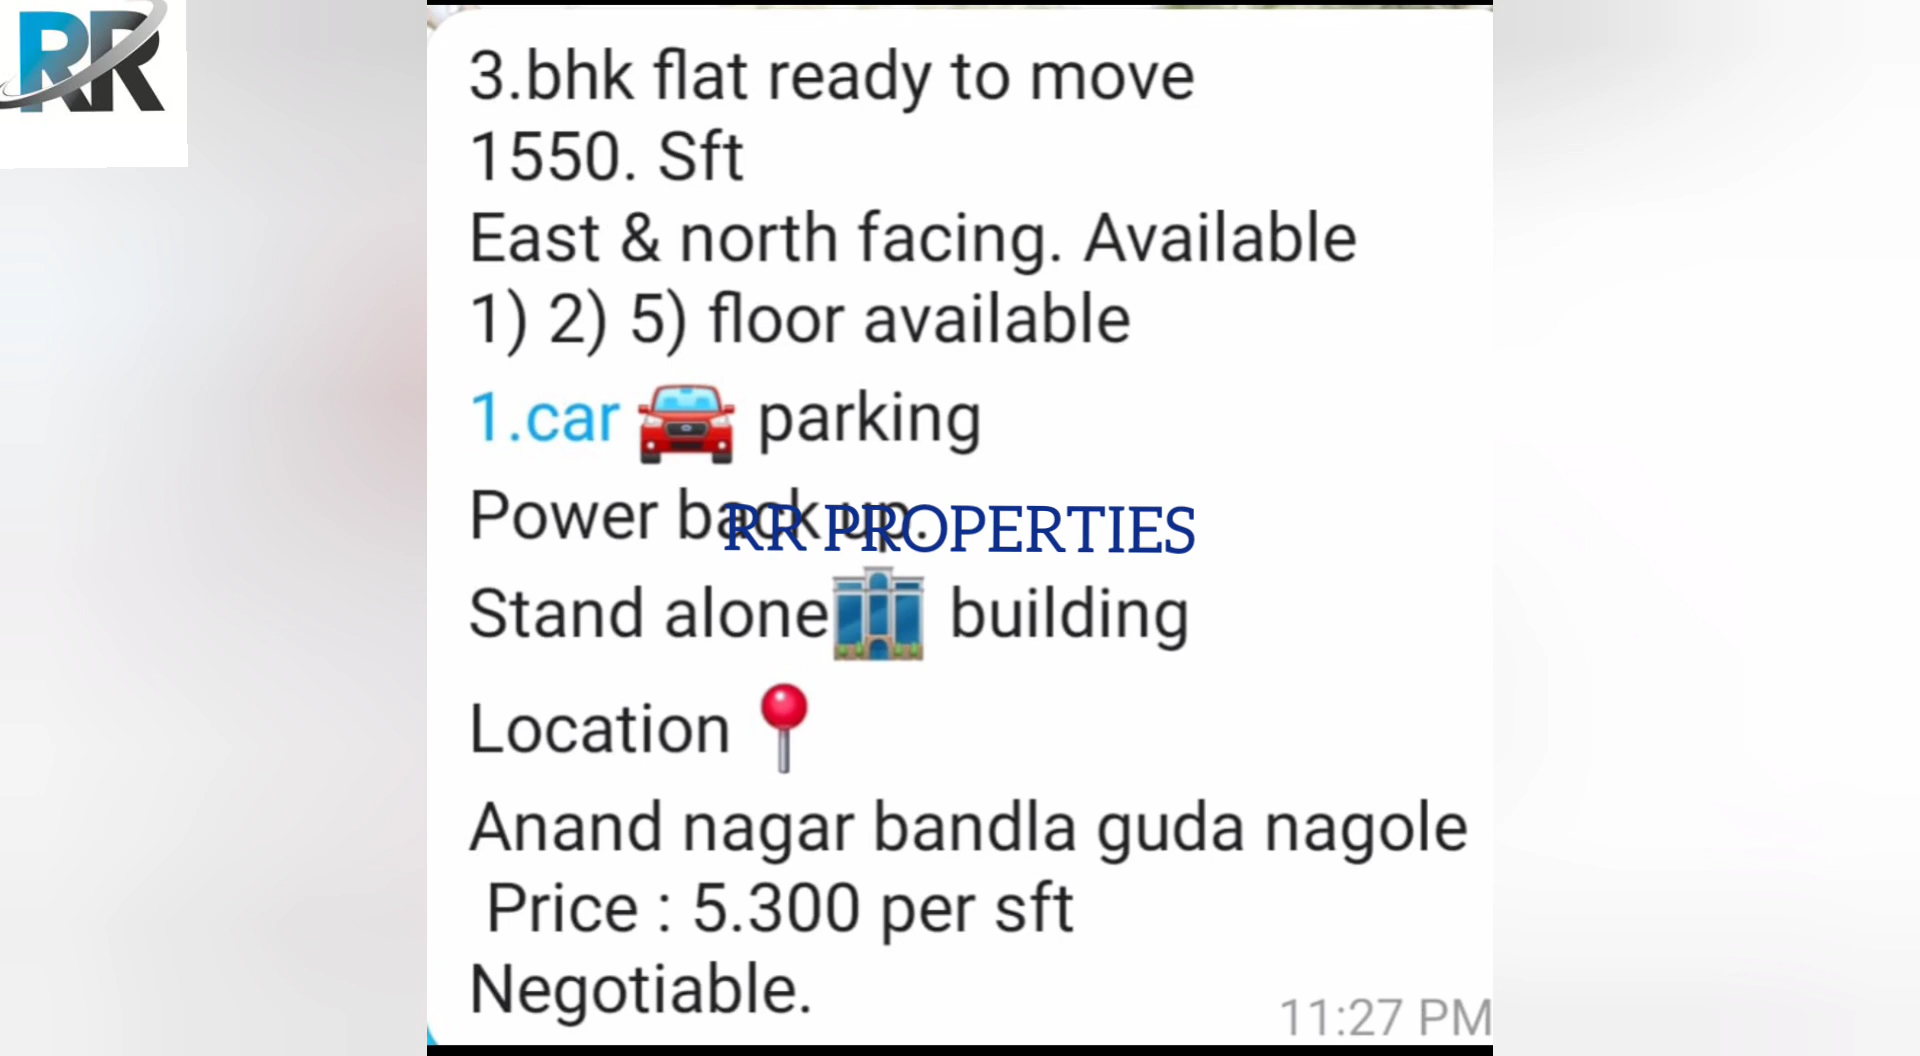 RR
3.bhk flat ready to move
1550. Sft
East & north facing. Available
1) 2) 5) floor available
1.car 🚘 parking
Power back up.
RR PROPERTIES
Stand alone🏢 building
Location 📍
Anand nagar bandla guda nagole
Price : 5.300 per sft
Negotiable.
11:27 PM